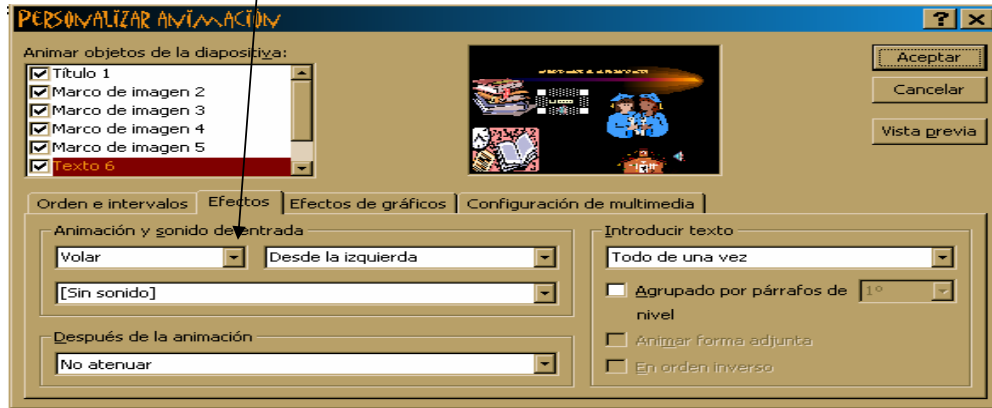 PERSONALIZAR ANIMACIÓN
Animar objetos de la diapositiva:
Título 1
Marco de imagen 2
Marco de imagen 3
Marco de imagen 4
Marco de imagen 5
Texto 6
Aceptar
Cancelar
Vista previa
Orden e intervalos Efectos Efectos de gráficos Configuración de multimedia
Animación y sonido de entrada
Volar Desde la izquierda
[Sin sonido]
Después de la animación
No atenuar
Introducir texto
Todo de una vez
Agrupado por párrafos de 1º
nivel
Animar forma adjunta
En orden inverso